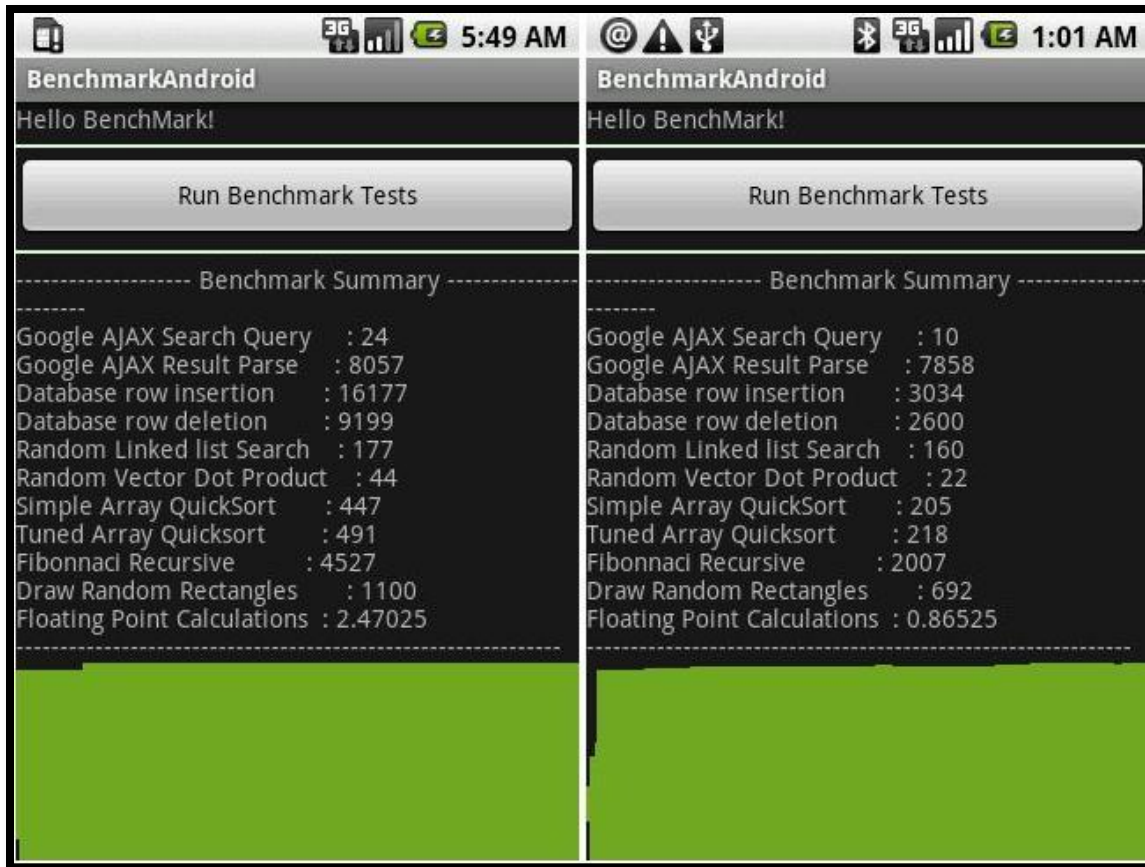 3G 5:49 AM
BenchmarkAndroid
Hello BenchMark!
Run Benchmark Tests
-------------------- Benchmark Summary ---------------
--------
Google AJAX Search Query : 24
Google AJAX Result Parse : 8057
Database row insertion : 16177
Database row deletion : 9199
Random Linked list Search : 177
Random Vector Dot Product : 44
Simple Array QuickSort : 447
Tuned Array Quicksort : 491
Fibonnaci Recursive : 4527
Draw Random Rectangles : 1100
Floating Point Calculations : 2.47025
---------------------------------------------------------------
@ 3G 1:01 AM
BenchmarkAndroid
Hello BenchMark!
Run Benchmark Tests
-------------------- Benchmark Summary ---------------
--------
Google AJAX Search Query : 10
Google AJAX Result Parse : 7858
Database row insertion : 3034
Database row deletion : 2600
Random Linked list Search : 160
Random Vector Dot Product : 22
Simple Array QuickSort : 205
Tuned Array Quicksort : 218
Fibonnaci Recursive : 2007
Draw Random Rectangles : 692
Floating Point Calculations : 0.86525
---------------------------------------------------------------